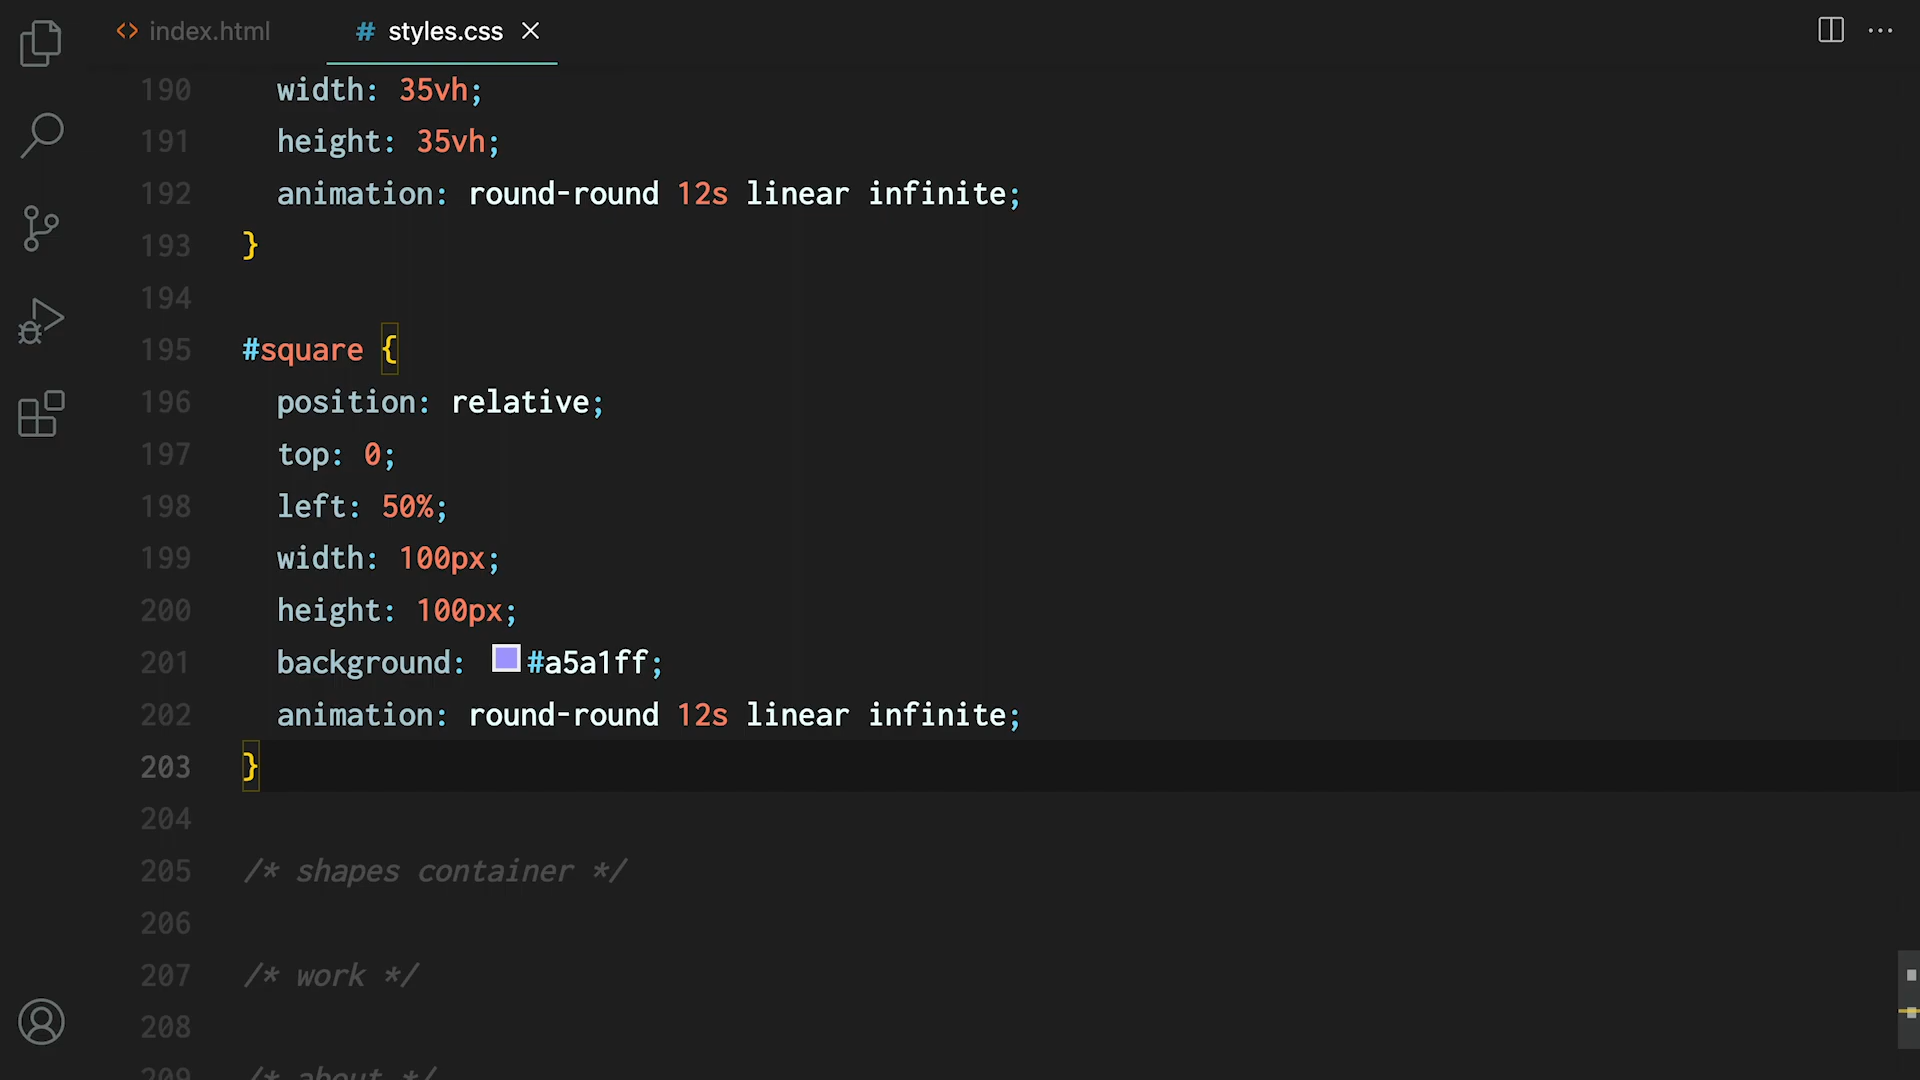 <> index.html # styles.css
190 width: 35vh;
191 height: 35vh;
192 animation: round-round 12s linear infinite;
193 }
194
195 #square {
196 position: relative;
197 top: 0;
198 left: 50%;
199 width: 100px;
200 height: 100px;
201 background: #a5a1ff;
202 animation: round-round 12s linear infinite;
203 }
204
205 /* shapes container */
206
207 /* work */
208
209 /* about */